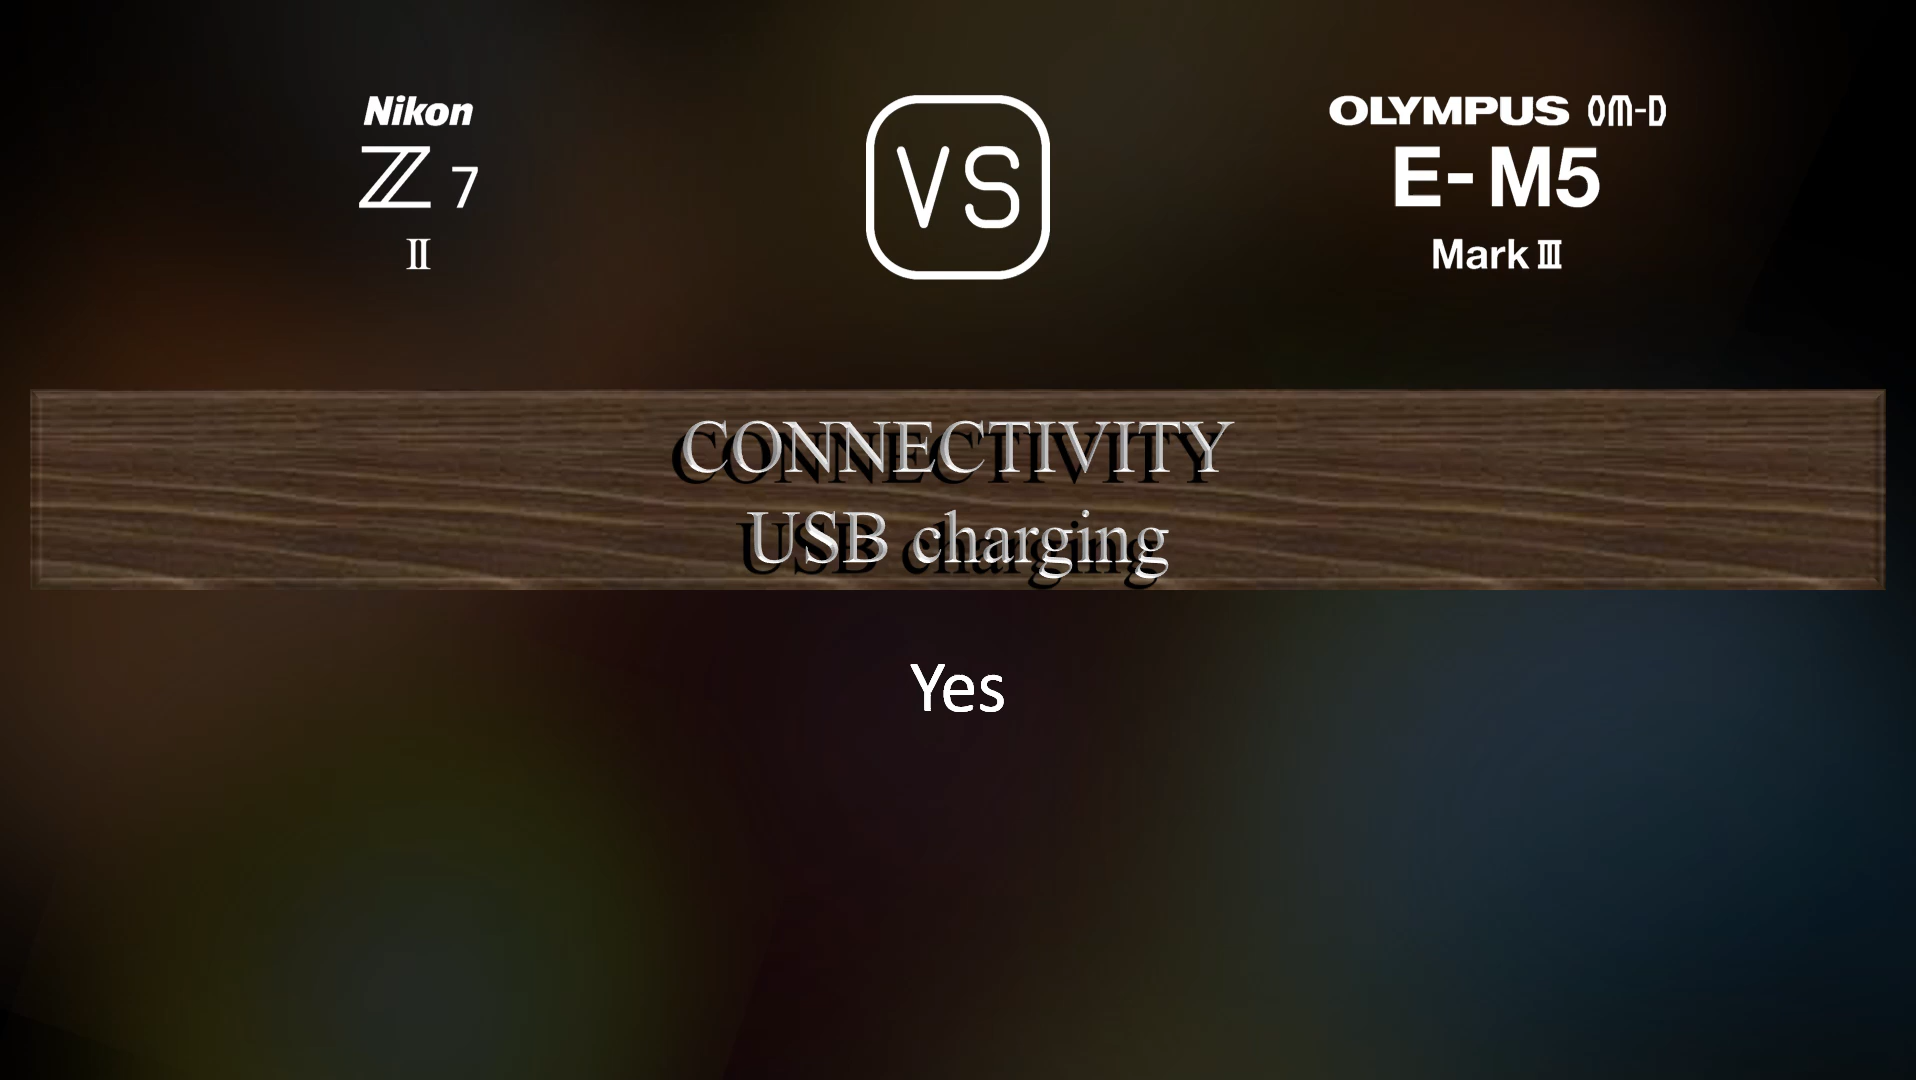 Nikon
Z 7
II
VS
OLYMPUS OM-D
E-M5
Mark III
CONNECTIVITY
USB charging
Yes